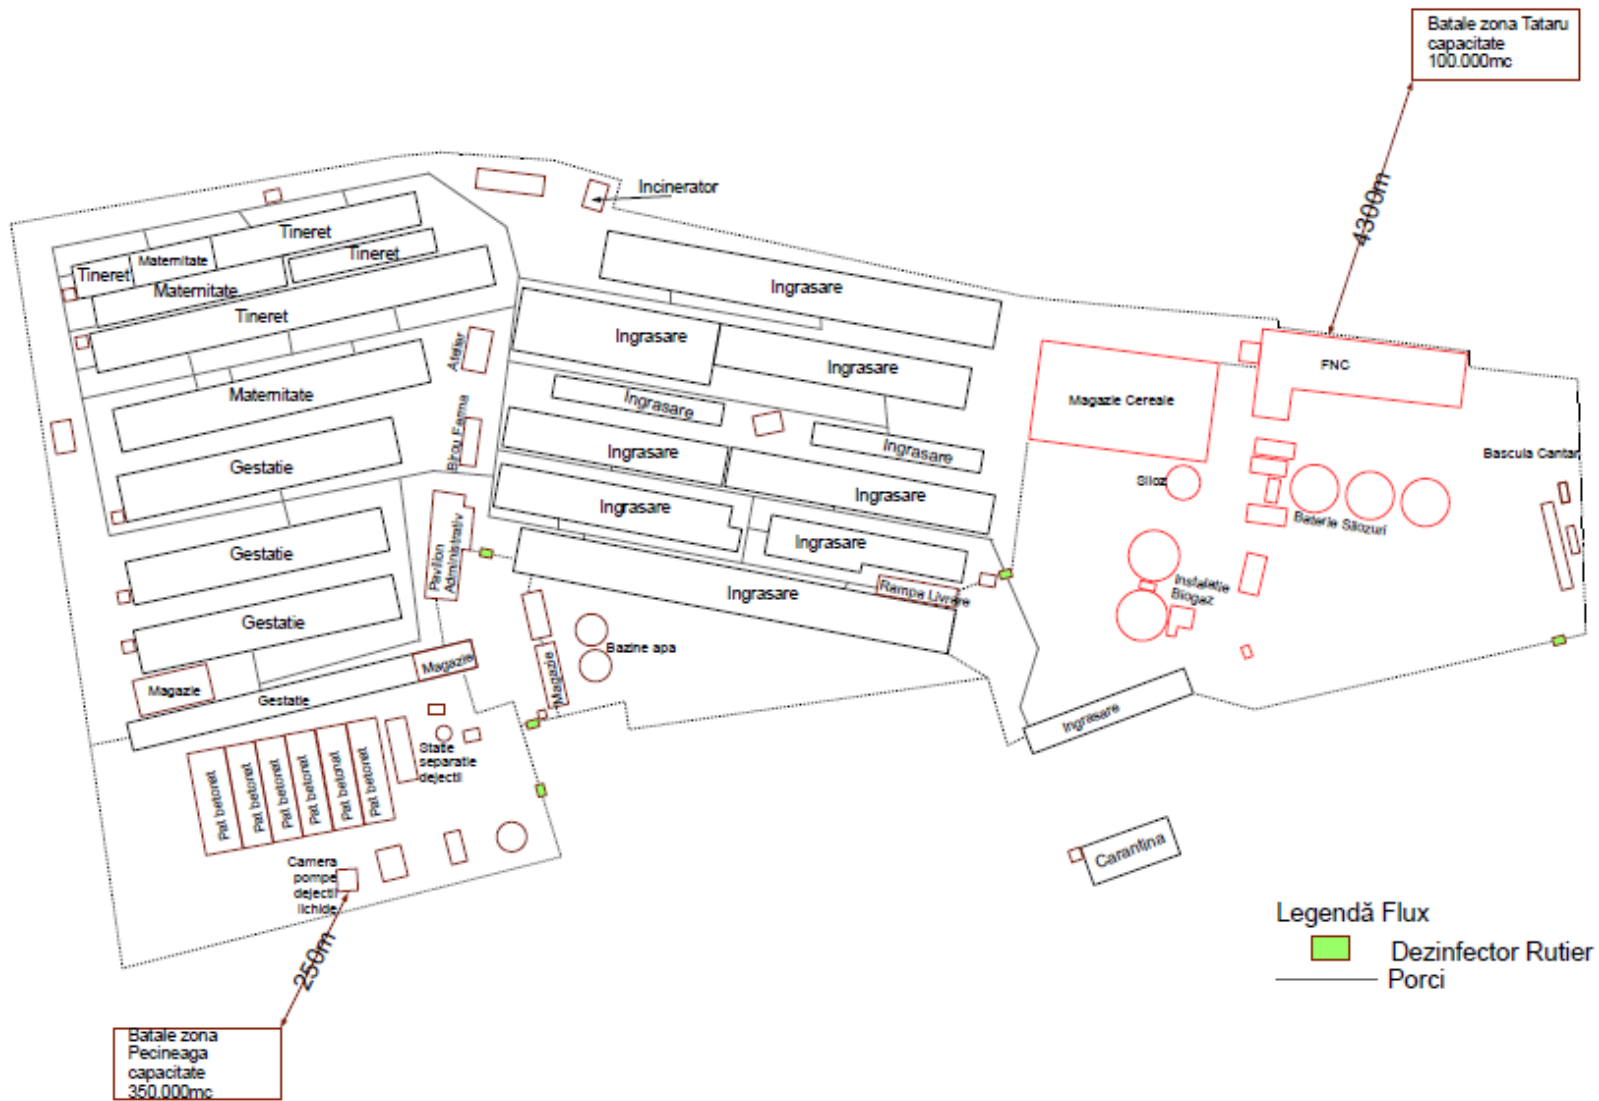 Batale zona Tataru
capacitate
100.000mc
4300m
Incinerator
Tineret
Tineret
Maternitate
Tineret
Maternitate
Tineret
Maternitate
Gestatie
Gestatie
Gestatie
Gestatie
Magazie
Magazie
Atelier
Birou Ferma
Pavilion
Administrativ
Ingrasare
Ingrasare
Ingrasare
Ingrasare
Ingrasare
Ingrasare
Ingrasare
Ingrasare
Ingrasare
Ingrasare
Rampa Livrare
Magazie
Bazine apa
FNC
Magazie Cereale
Siloz
Baterie Silozuri
Bascula Cantar
Instalatie
Biogaz
Ingrasare
Carantina
Pat betonat
Pat betonat
Pat betonat
Pat betonat
Pat betonat
Pat betonat
Statie
separatie
dejectii
Camera
pompe
dejectii
lichide
250m
Batale zona
Pecineaga
capacitate
350.000mc
Legendă Flux
Dezinfector Rutier
Porci